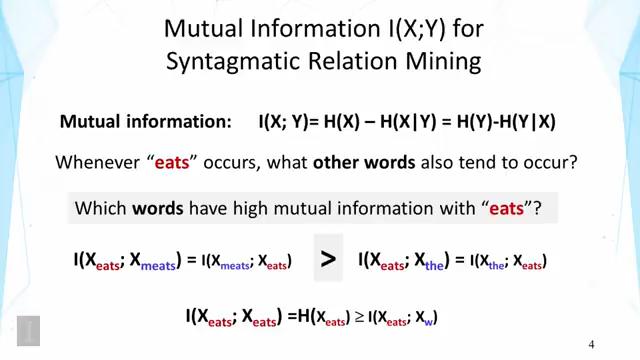 Mutual Information I(X;Y) for
Syntagmatic Relation Mining
Mutual information: I(X; Y)= H(X) – H(X|Y) = H(Y)-H(Y|X)
Whenever “eats” occurs, what other words also tend to occur?
Which words have high mutual information with “eats”?
I(Xeats; Xmeats) = I(Xmeats; Xeats) > I(Xeats; Xthe) = I(Xthe; Xeats)
I(Xeats; Xeats) =H(Xeats) ≥ I(Xeats; Xw)
I
4